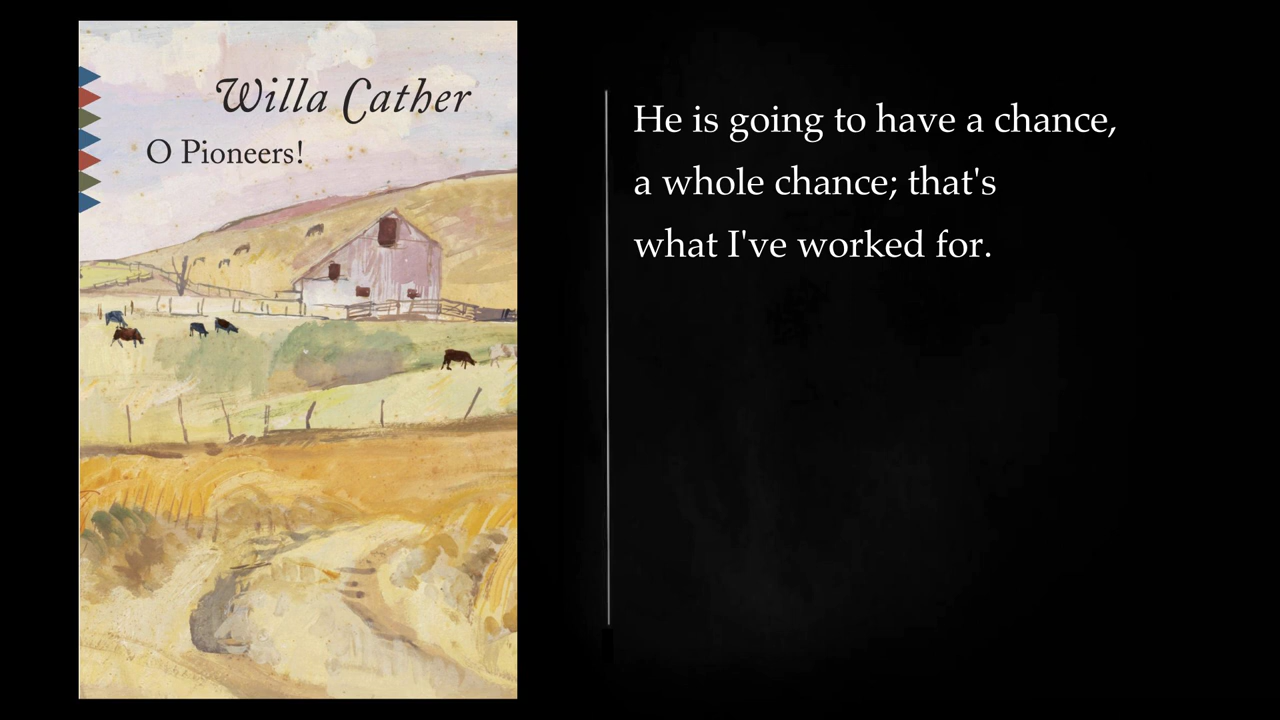 Willa Cather
O Pioneers!
He is going to have a chance,
a whole chance; that's
what I've worked for.